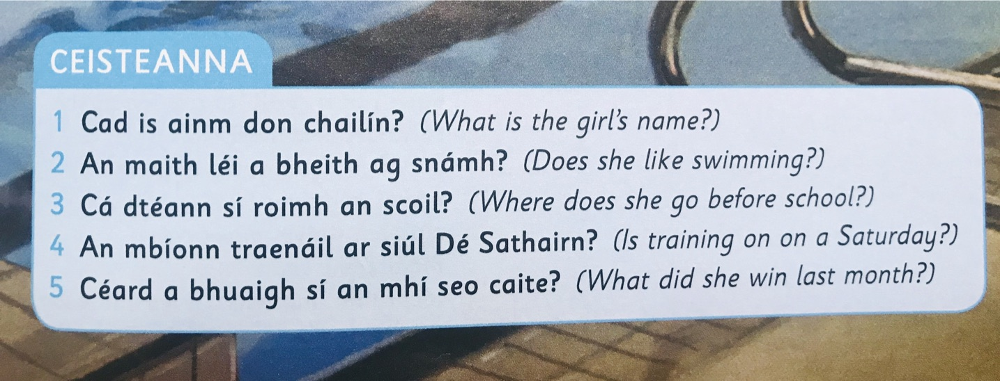 CEISTEANNA
1 Cad is ainm don chailín? (What is the girl's name?)
2 An maith léi a bheith ag snámh? (Does she like swimming?)
3 Cá dtéann sí roimh an scoil? (Where does she go before school?)
4 An mbíonn traenáil ar siúl Dé Sathairn? (Is training on on a Saturday?)
5 Céard a bhuaigh sí an mhí seo caite? (What did she win last month?)